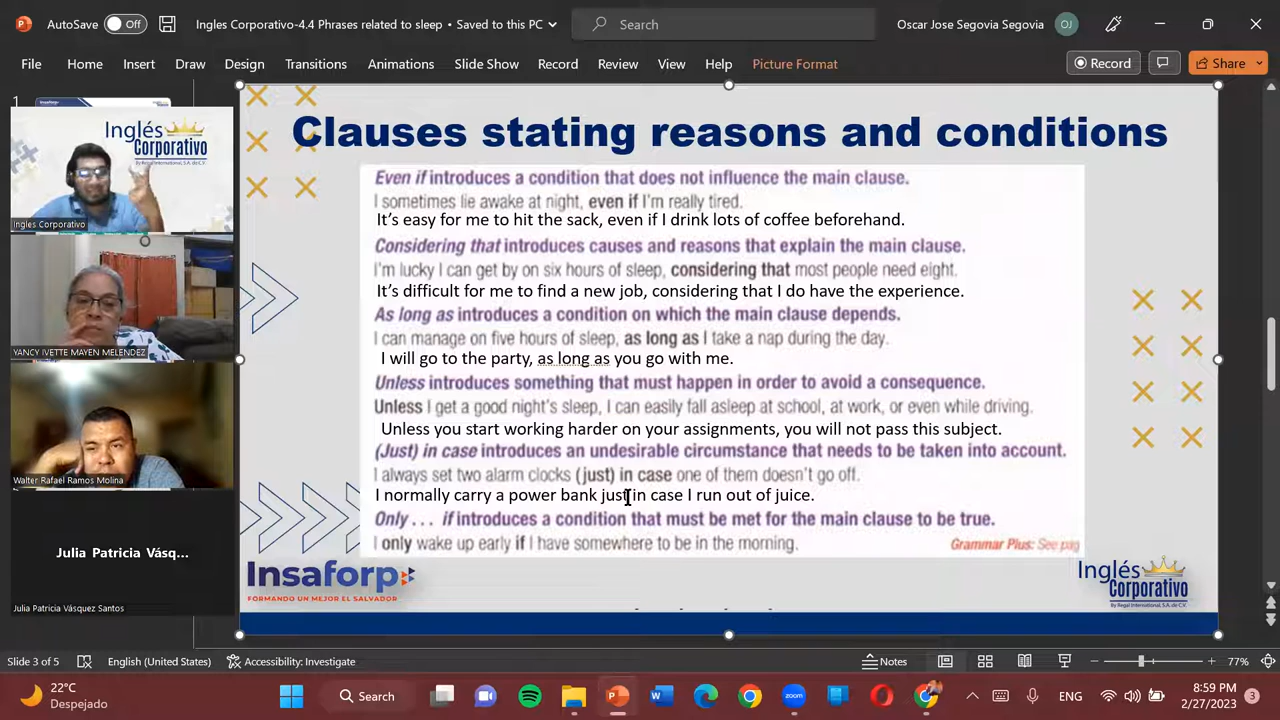 AutoSave Off Ingles Corporativo-4.4 Phrases related to sleep • Saved to this PC Search Oscar Jose Segovia Segovia OJ
File Home Insert Draw Design Transitions Animations Slide Show Record Review View Help Picture Format Record Share
1
Inglés
Corporativo
By Regal International, S.A. de C.V.
Ingles Corporativo
YANCY IVETTE MAYEN MELENDEZ
Walter Rafael Ramos Molina
Julia Patricia Vásq...
Julia Patricia Vásquez Santos
Clauses stating reasons and conditions
Even if introduces a condition that does not influence the main clause.
I sometimes lie awake at night, even if I'm really tired.
It's easy for me to hit the sack, even if I drink lots of coffee beforehand.
Considering that introduces causes and reasons that explain the main clause.
I'm lucky I can get by on six hours of sleep, considering that most people need eight.
It's difficult for me to find a new job, considering that I do have the experience.
As long as introduces a condition on which the main clause depends.
I can manage on five hours of sleep, as long as I take a nap during the day.
I will go to the party, as long as you go with me.
Unless introduces something that must happen in order to avoid a consequence.
Unless I get a good night's sleep, I can easily fall asleep at school, at work, or even while driving.
Unless you start working harder on your assignments, you will not pass this subject.
(Just) in case introduces an undesirable circumstance that needs to be taken into account.
I always set two alarm clocks (just) in case one of them doesn't go off.
I normally carry a power bank just in case I run out of juice.
Only . . . if introduces a condition that must be met for the main clause to be true.
I only wake up early if I have somewhere to be in the morning.
Grammar Plus: See pag
Insaforp
FORMANDO UN MEJOR EL SALVADOR
Inglés
Corporativo
By Regal International, S.A. de C.V.
Slide 3 of 5 English (United States) Accessibility: Investigate Notes 77%
22°C
Despejado
Search
ENG
8:59 PM
2/27/2023
3